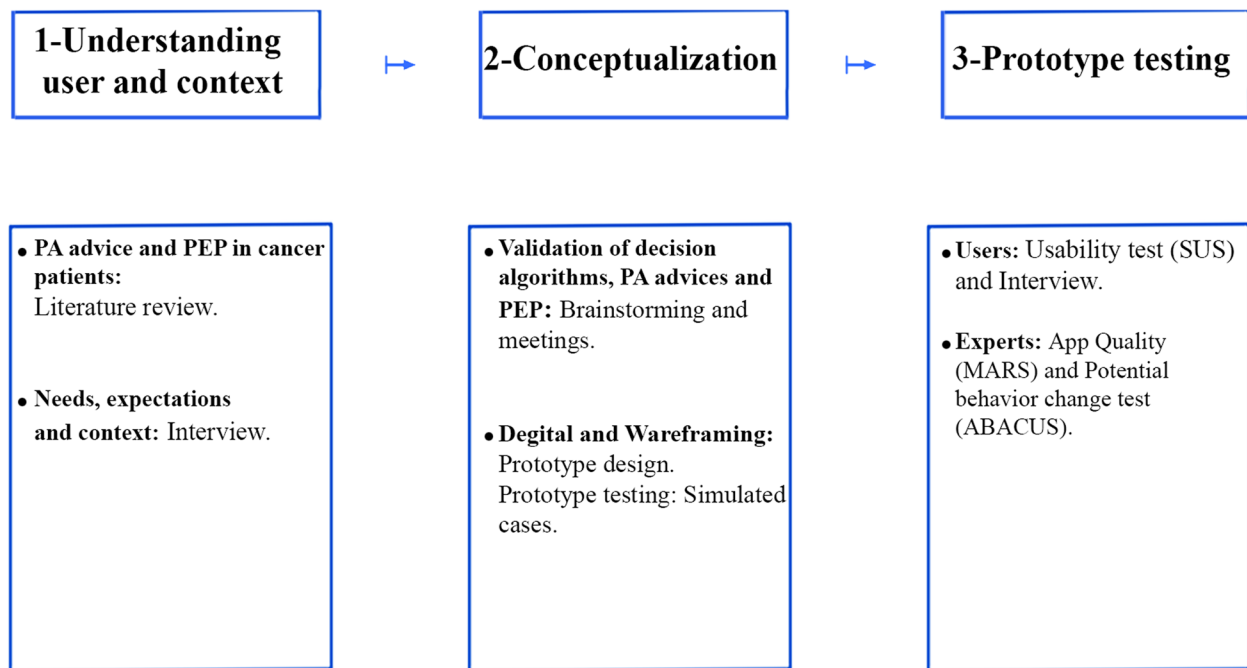 1-Understanding
user and context
2-Conceptualization
3-Prototype testing
• PA advice and PEP in cancer
patients:
Literature review.
• Needs, expectations
and context: Interview.
• Validation of decision
algorithms, PA advices and
PEP: Brainstorming and
meetings.
• Degital and Wareframing:
Prototype design.
Prototype testing: Simulated
cases.
• Users: Usability test (SUS)
and Interview.
• Experts: App Quality
(MARS) and Potential
behavior change test
(ABACUS).